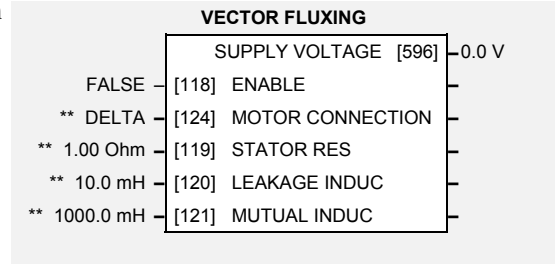 VECTOR FLUXING
SUPPLY VOLTAGE [596] – 0.0 V
FALSE – [118] ENABLE –
** DELTA – [124] MOTOR CONNECTION –
** 1.00 Ohm – [119] STATOR RES –
** 10.0 mH – [120] LEAKAGE INDUC –
** 1000.0 mH – [121] MUTUAL INDUC –